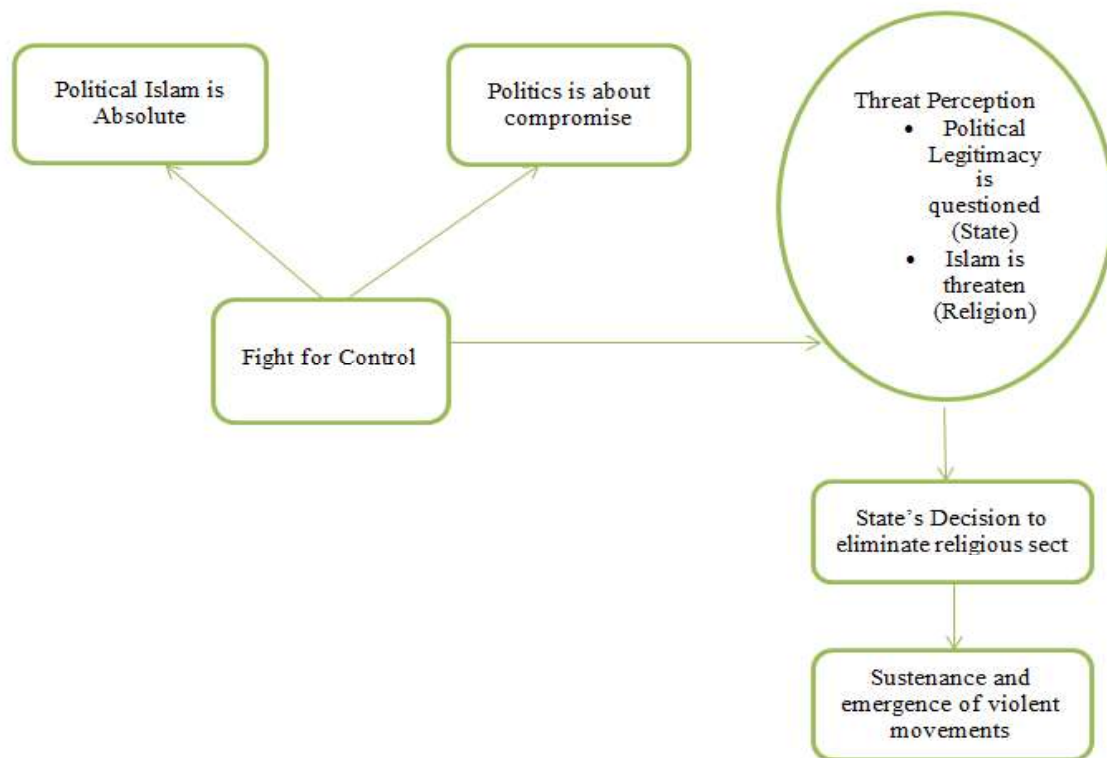 Political Islam is
Absolute
Politics is about
compromise
Threat Perception
• Political
Legitimacy
is
questioned
(State)
• Islam is
threaten
(Religion)
Fight for Control
State’s Decision to
eliminate religious sect
Sustenance and
emergence of violent
movements